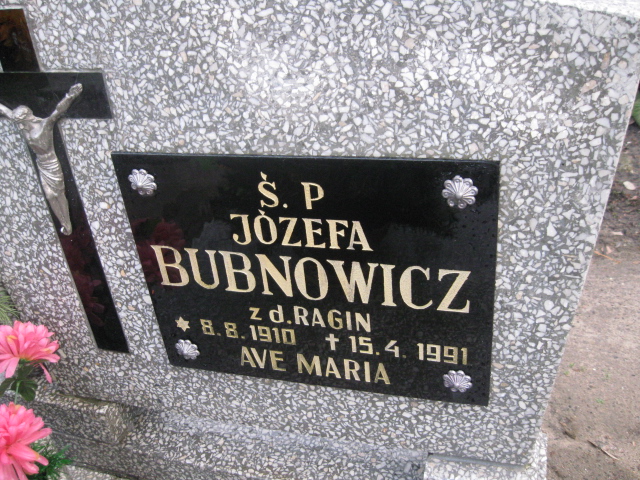 Ś. P
JÓZEFA
BUBNOWICZ
z d. RAGIN
* 8.8.1910 † 15.4.1991
AVE MARIA